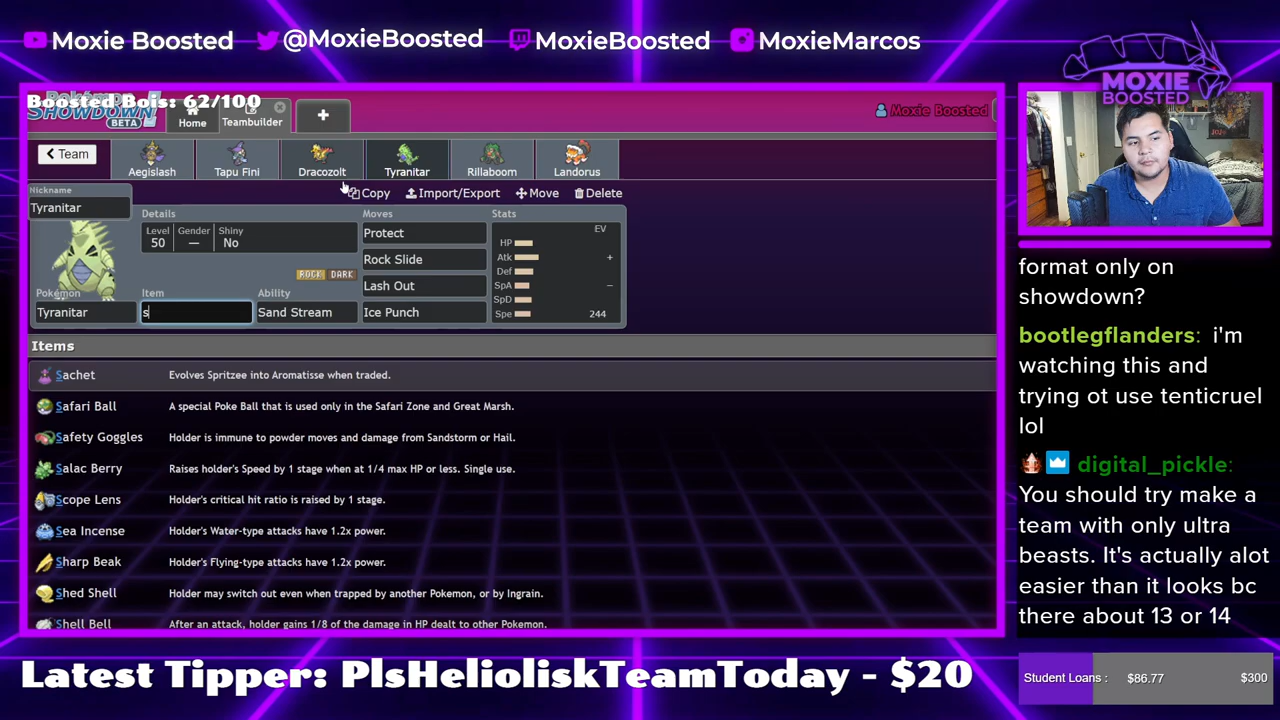 Moxie Boosted
@MoxieBoosted
MoxieBoosted
MoxieMarcos
MOXIE
BOOSTED
Boosted Bois: 62/100
SHOWDOWN
BETA
Home
Teambuilder
+
Moxie Boosted
Team
Aegislash
Tapu Fini
Dracozolt
Tyranitar
Rillaboom
Landorus
Copy
Import/Export
Move
Delete
Nickname
Tyranitar
Details
Level
50
Gender
—
Shiny
No
ROCK
DARK
Pokémon
Tyranitar
Item
s
Ability
Sand Stream
Moves
Protect
Rock Slide
Lash Out
Ice Punch
Stats
EV
HP
Atk +
Def
SpA −
SpD
Spe 244
Items
Sachet Evolves Spritzee into Aromatisse when traded.
Safari Ball A special Poke Ball that is used only in the Safari Zone and Great Marsh.
Safety Goggles Holder is immune to powder moves and damage from Sandstorm or Hail.
Salac Berry Raises holder's Speed by 1 stage when at 1/4 max HP or less. Single use.
Scope Lens Holder's critical hit ratio is raised by 1 stage.
Sea Incense Holder's Water-type attacks have 1.2x power.
Sharp Beak Holder's Flying-type attacks have 1.2x power.
Shed Shell Holder may switch out even when trapped by another Pokemon, or by Ingrain.
Shell Bell After an attack, holder gains 1/8 of the damage in HP dealt to other Pokemon.
format only on
showdown?
bootlegflanders: i'm
watching this and
trying ot use tenticruel
lol
digital_pickle:
You should try make a
team with only ultra
beasts. It's actually alot
easier than it looks bc
there about 13 or 14
Latest Tipper: PlsHelioliskTeamToday - $20
Student Loans : $86.77 $300